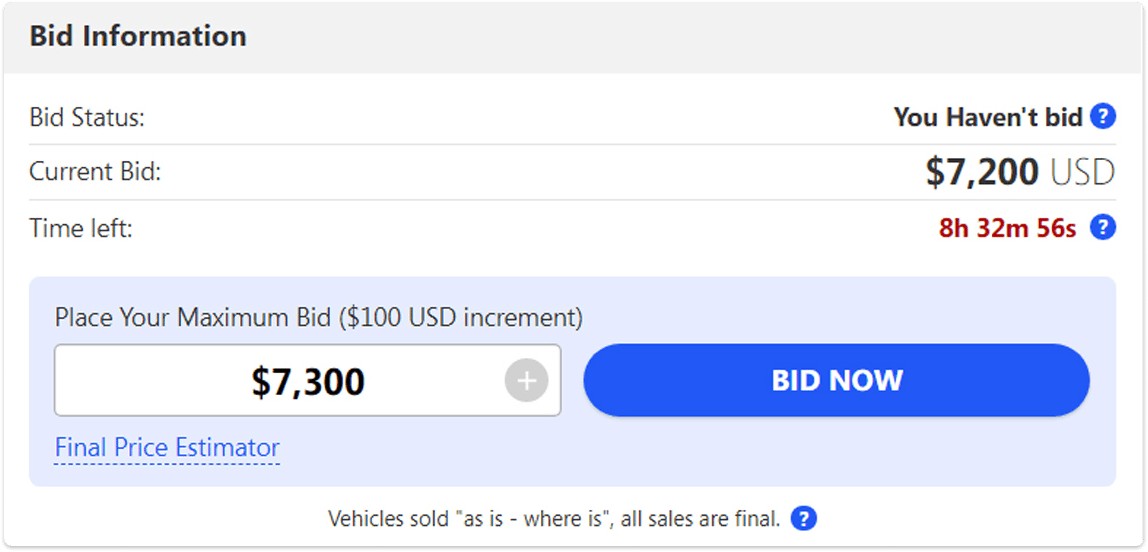 Bid Information
Bid Status: You Haven't bid ?
Current Bid: $7,200 USD
Time left: 8h 32m 56s ?
Place Your Maximum Bid ($100 USD increment)
$7,300 + BID NOW
Final Price Estimator
Vehicles sold "as is - where is", all sales are final. ?